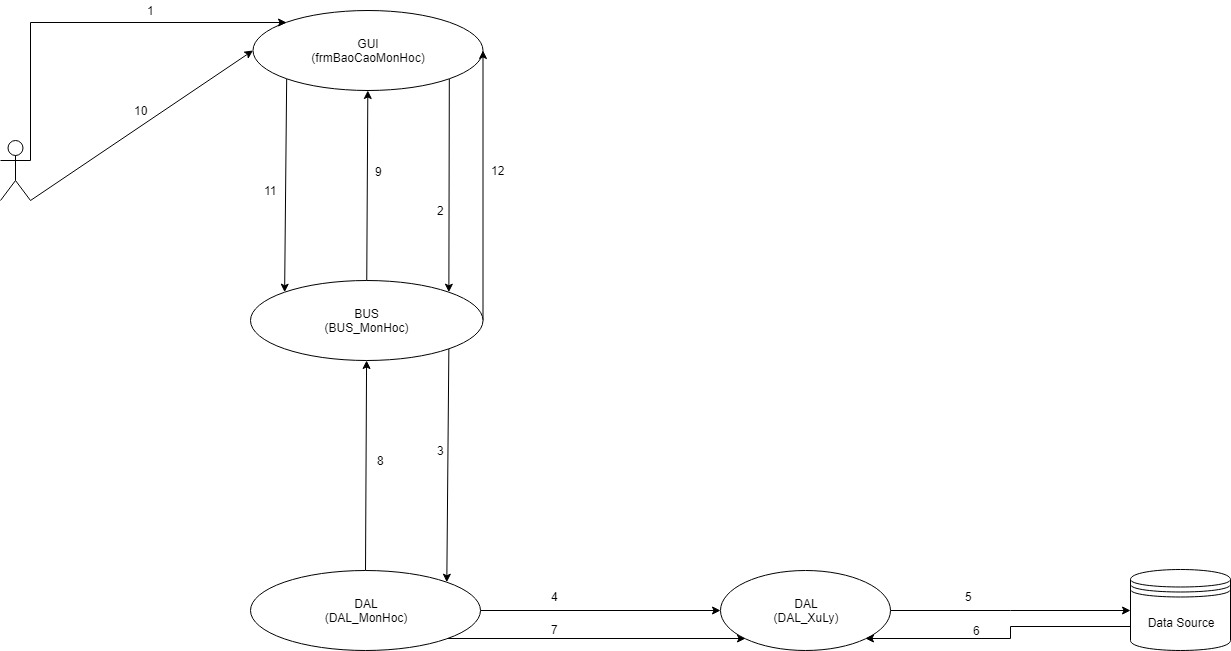 1
GUI
(frmBaoCaoMonHoc)
10
11
9
2
12
BUS
(BUS_MonHoc)
8
3
DAL
(DAL_MonHoc)
4
7
DAL
(DAL_XuLy)
5
6
Data Source